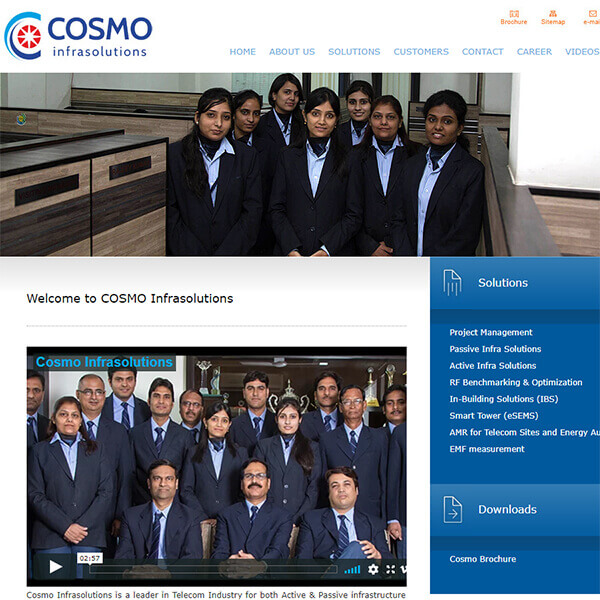 COSMO
infrasolutions
Brochure
Sitemap
e-mai
HOME
ABOUT US
SOLUTIONS
CUSTOMERS
CONTACT
CAREER
VIDEOS
Welcome to COSMO Infrasolutions
Cosmo Infrasolutions
02:57
Cosmo Infrasolutions is a leader in Telecom Industry for both Active & Passive infrastructure
Solutions
Project Management
Passive Infra Solutions
Active Infra Solutions
RF Benchmarking & Optimization
In-Building Solutions (IBS)
Smart Tower (eSEMS)
AMR for Telecom Sites and Energy Au
EMF measurement
Downloads
Cosmo Brochure